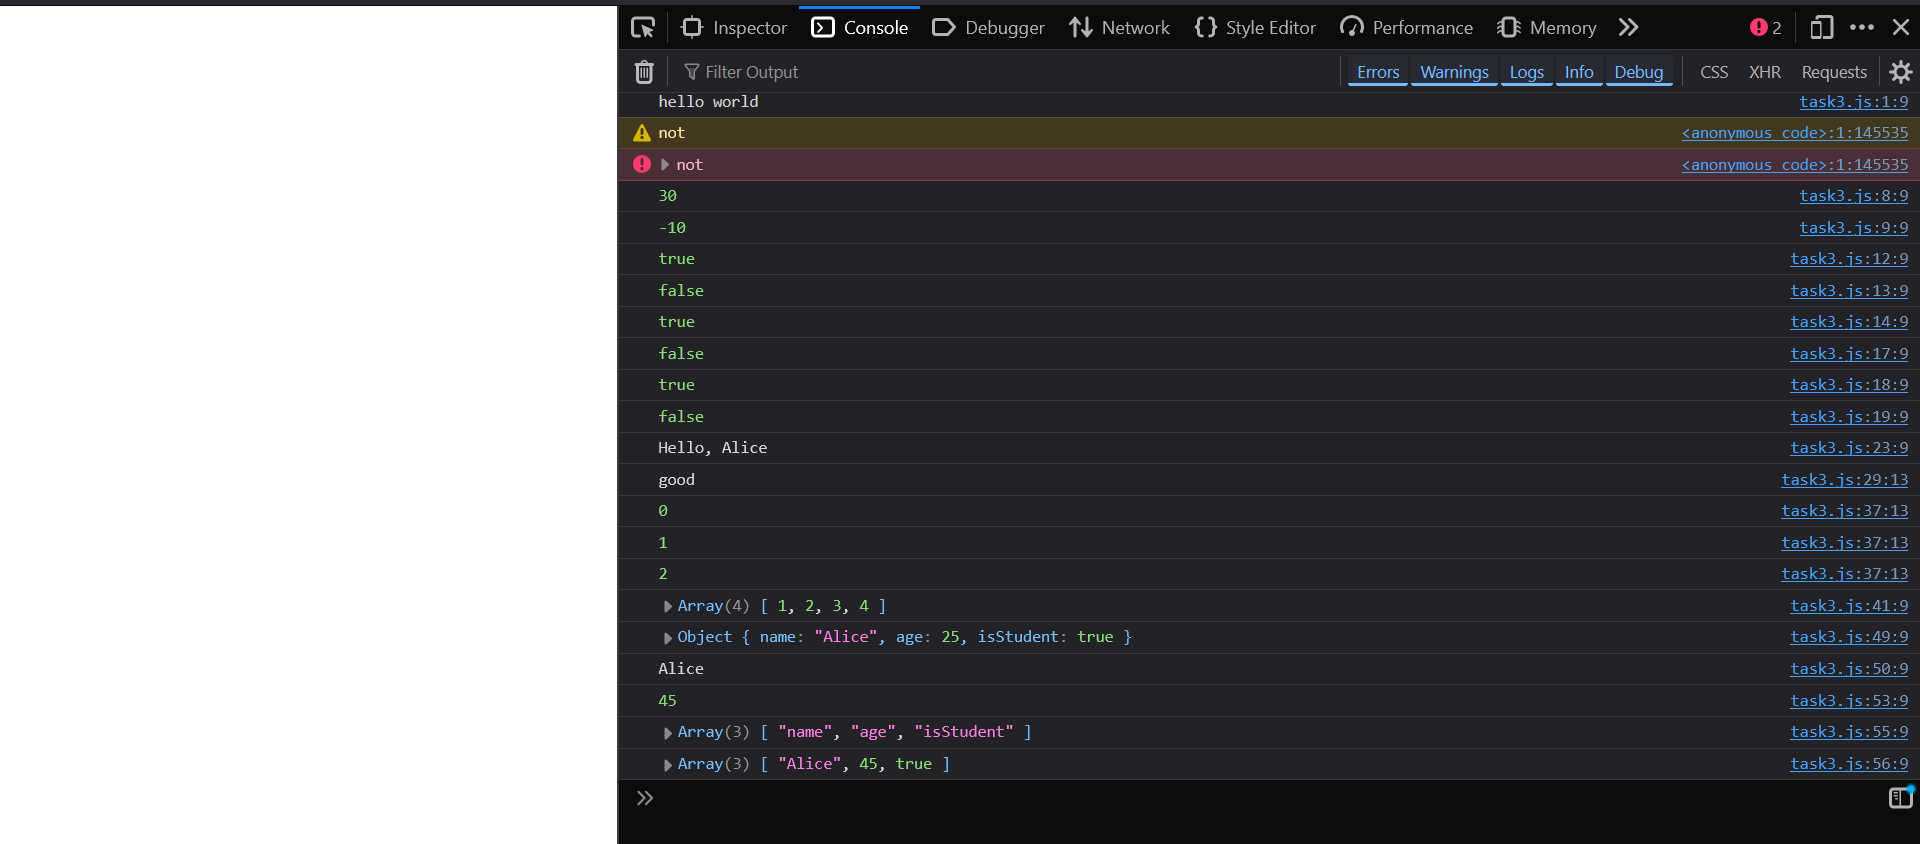 Inspector Console Debugger Network Style Editor Performance Memory 2
Filter Output Errors Warnings Logs Info Debug CSS XHR Requests
hello world task3.js:1:9
not <anonymous code>:1:145535
not <anonymous code>:1:145535
30 task3.js:8:9
-10 task3.js:9:9
true task3.js:12:9
false task3.js:13:9
true task3.js:14:9
false task3.js:17:9
true task3.js:18:9
false task3.js:19:9
Hello, Alice task3.js:23:9
good task3.js:29:13
0 task3.js:37:13
1 task3.js:37:13
2 task3.js:37:13
Array(4) [ 1, 2, 3, 4 ] task3.js:41:9
Object { name: "Alice", age: 25, isStudent: true } task3.js:49:9
Alice task3.js:50:9
45 task3.js:53:9
Array(3) [ "name", "age", "isStudent" ] task3.js:55:9
Array(3) [ "Alice", 45, true ] task3.js:56:9